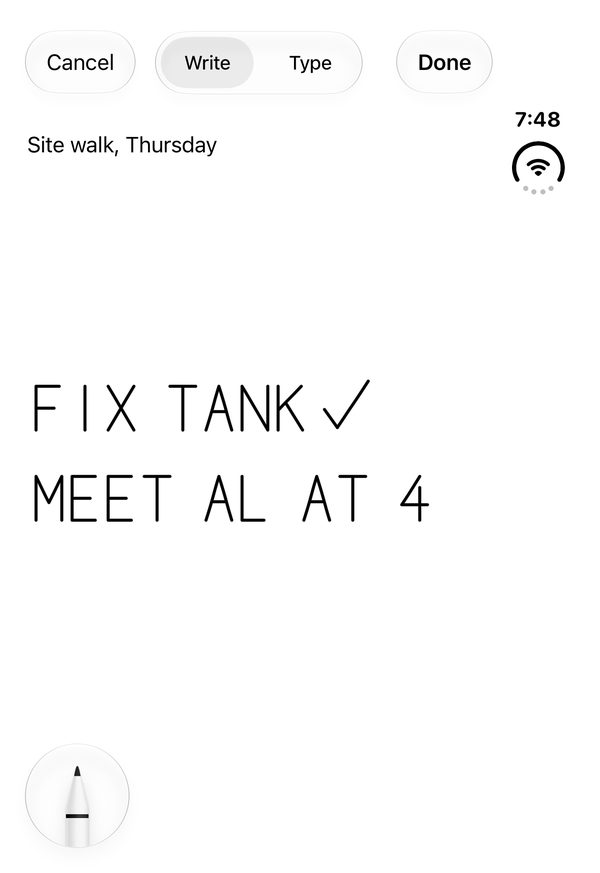 Cancel Write Type Done
7:48
Site walk, Thursday
FIX TANK ✓
MEET AL AT 4